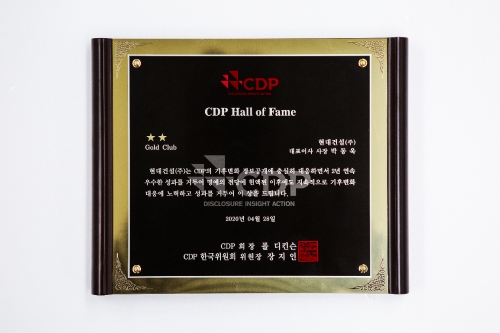 CDP
CDP Hall of Fame
★★
Gold Club
현대건설(주)
대표이사 사장 박 동 욱
현대건설(주)는 CDP의 기후변화 정보공개에 충실히 대응하면서 2년 연속
우수한 성과를 거두어 명예의 전당에 헌액된 이후에도 지속적으로 기후변화
대응에 노력하고 성과를 거두어 이 상을 드립니다.
CDP
DISCLOSURE INSIGHT ACTION
2020년 04월 28일
CDP 회 장 폴 디킨슨
CDP 한국위원회 위원장 장 지 인